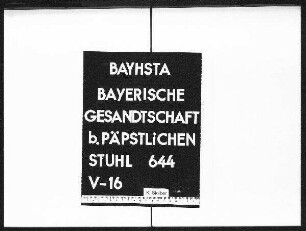 BAYHSTA
BAYERISCHE
GESANDTSCHAFT
b. PÄPSTLiCHEN
STUHL 644
V-16